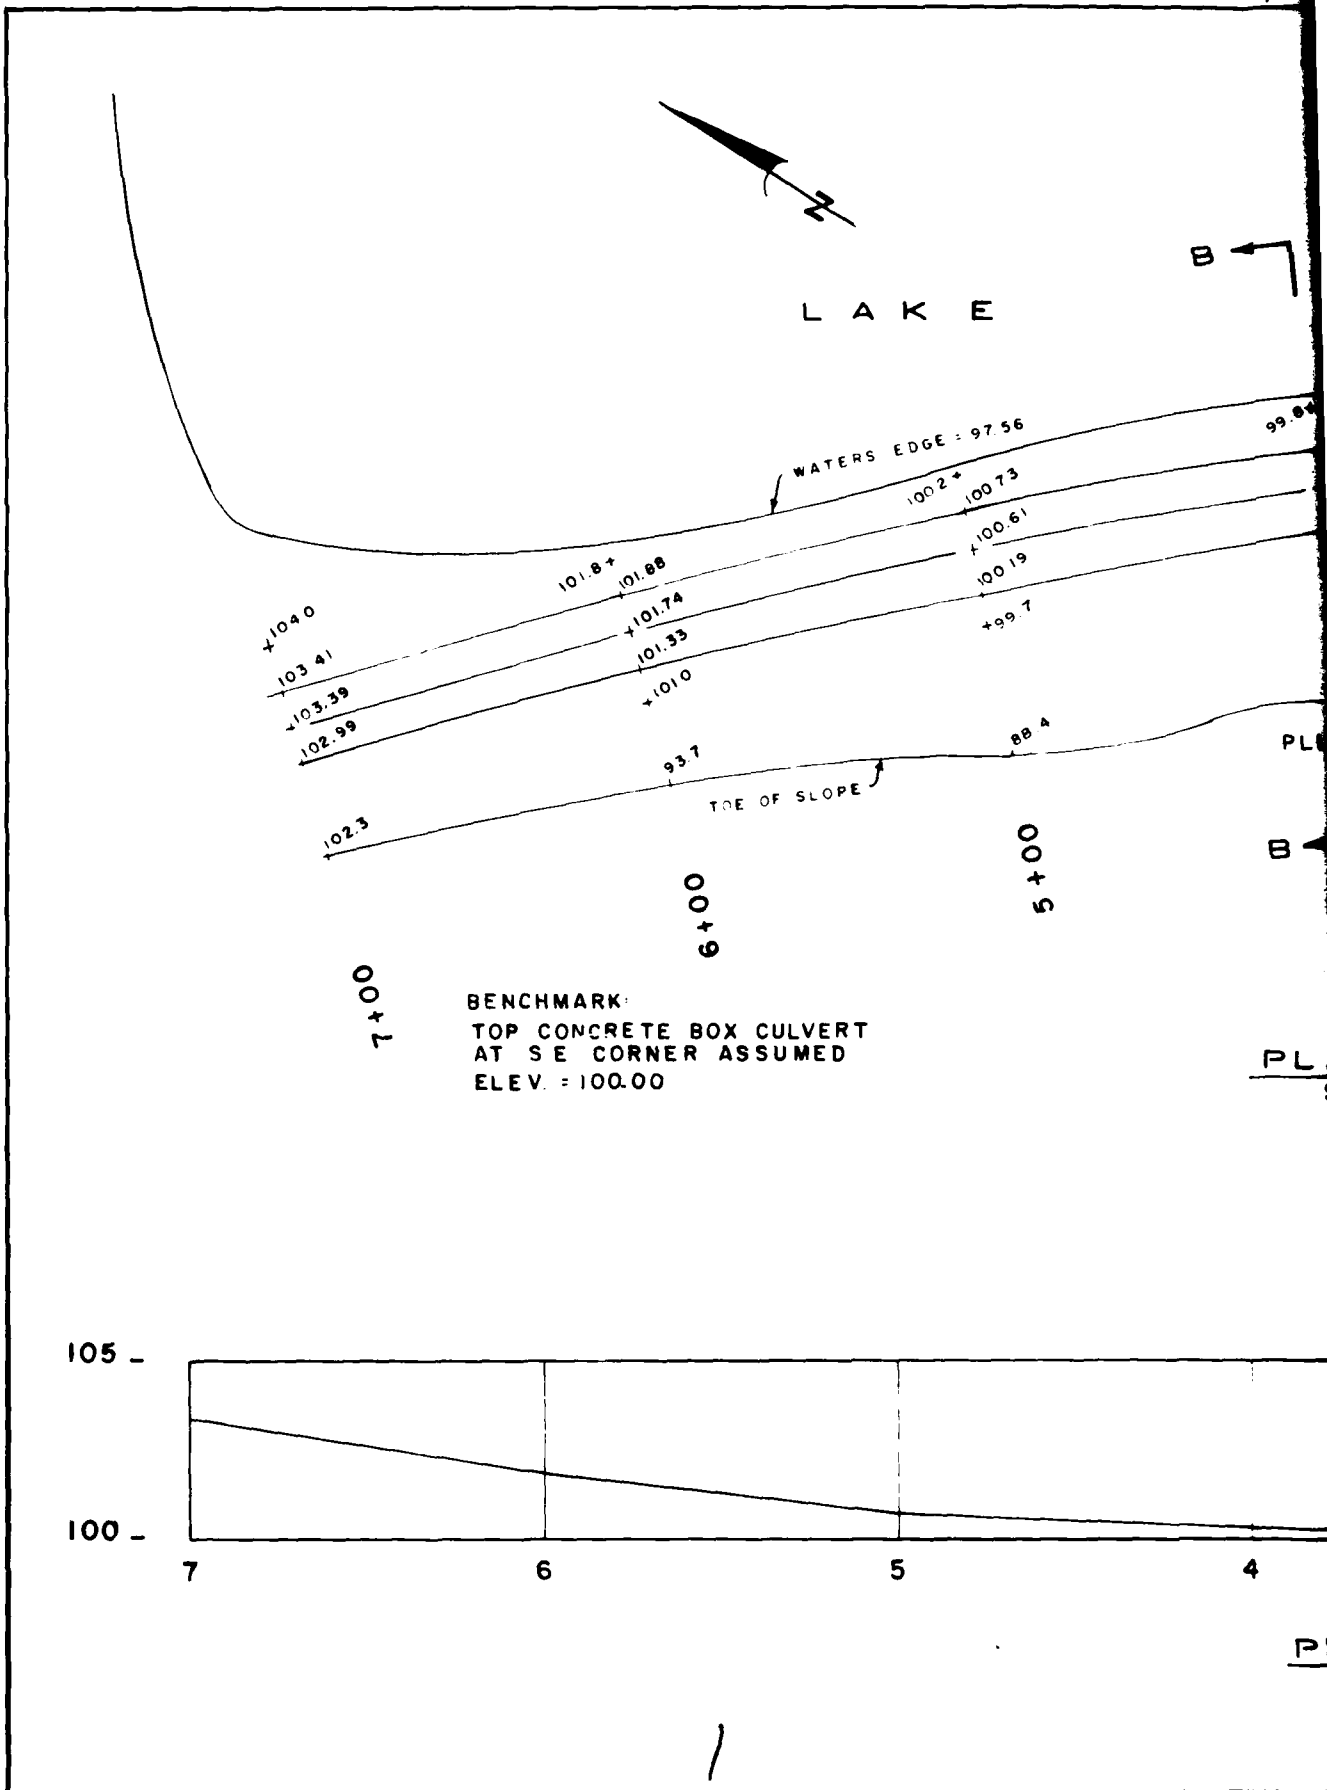 N
B
L A K E
WATERS EDGE = 97.56
99.8+
100.2+
100.73
100.61
100.19
+99.7
101.8+
101.88
101.74
101.33
+101.0
+104.0
103.41
103.39
102.99
93.7
88.4
TOE OF SLOPE
102.3
B
5+00
6+00
7+00
BENCHMARK:
TOP CONCRETE BOX CULVERT
AT S E CORNER ASSUMED
ELEV. = 100.00
105
100
7 6 5 4
1